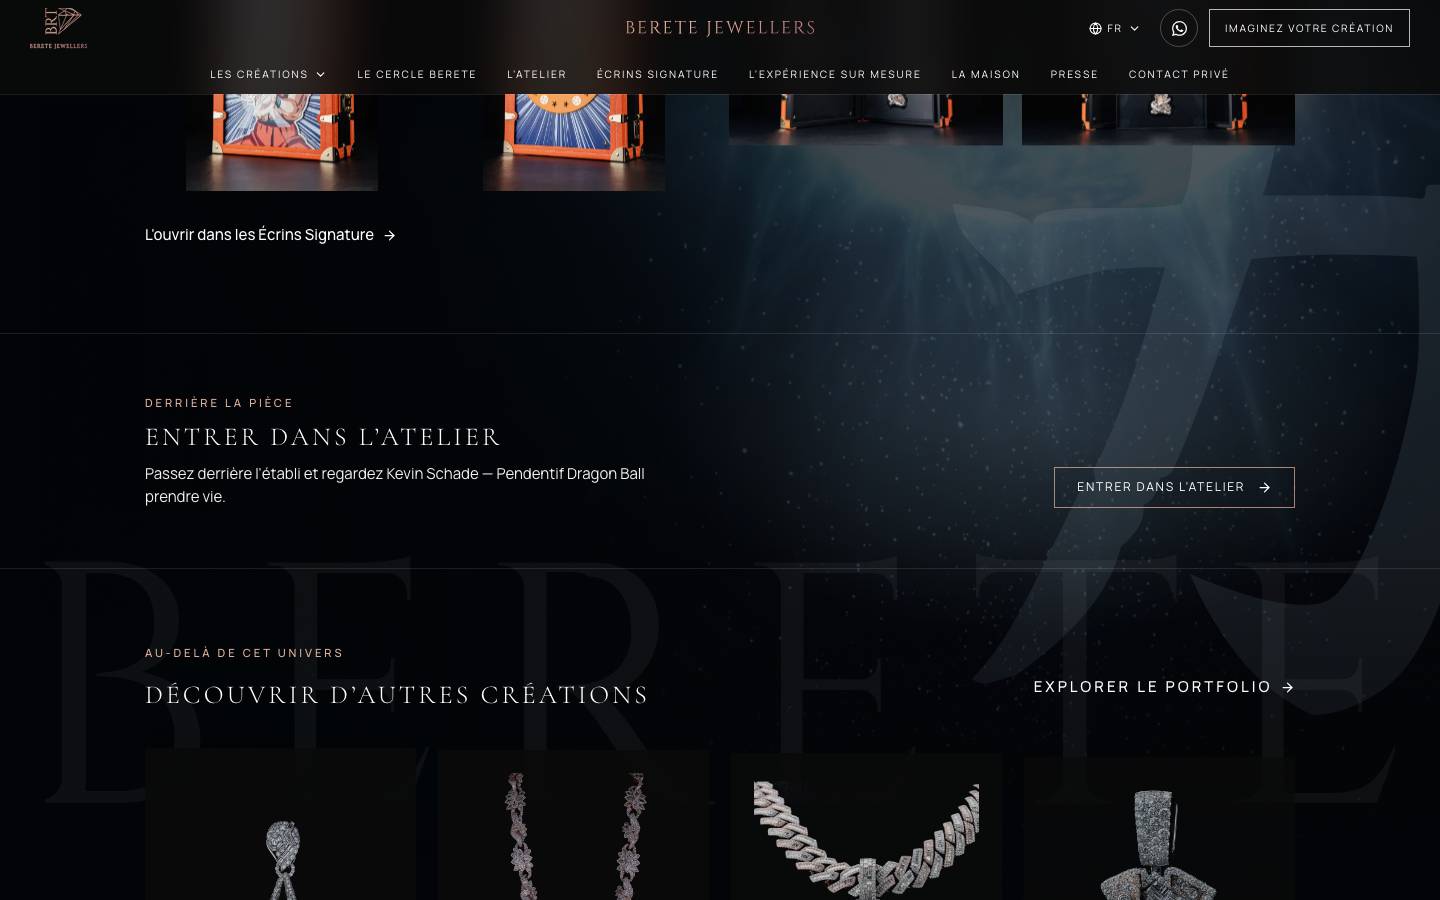 BRT
BERETE JEWELLERS
BERETE JEWELLERS
FR
IMAGINEZ VOTRE CRÉATION
LES CRÉATIONS
LE CERCLE BERETE
L'ATELIER
ÉCRINS SIGNATURE
L'EXPÉRIENCE SUR MESURE
LA MAISON
PRESSE
CONTACT PRIVÉ
L'ouvrir dans les Écrins Signature →
DERRIÈRE LA PIÈCE
ENTRER DANS L’ATELIER
Passez derrière l'établi et regardez Kevin Schade — Pendentif Dragon Ball
prendre vie.
ENTRER DANS L'ATELIER →
BERETE
AU-DELÀ DE CET UNIVERS
DÉCOUVRIR D’AUTRES CRÉATIONS
EXPLORER LE PORTFOLIO →